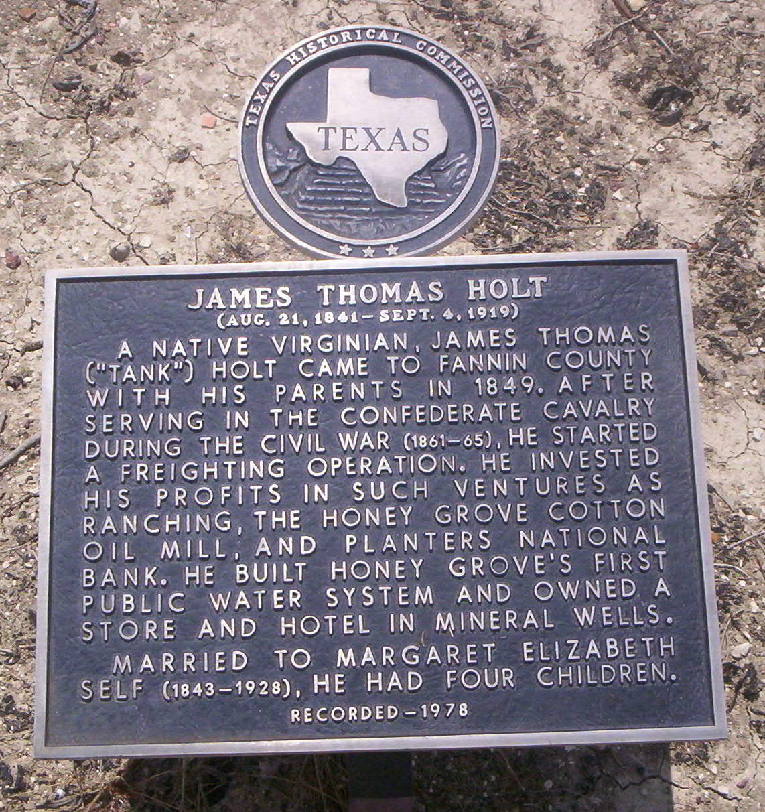 TEXAS HISTORICAL COMMISSION
TEXAS
JAMES THOMAS HOLT
(AUG. 21, 1841 – SEPT. 4, 1919)
A NATIVE VIRGINIAN, JAMES THOMAS
("TANK") HOLT CAME TO FANNIN COUNTY
WITH HIS PARENTS IN 1849. AFTER
SERVING IN THE CONFEDERATE CAVALRY
DURING THE CIVIL WAR (1861–65), HE STARTED
A FREIGHTING OPERATION. HE INVESTED
HIS PROFITS IN SUCH VENTURES AS
RANCHING, THE HONEY GROVE COTTON
OIL MILL, AND PLANTERS NATIONAL
BANK. HE BUILT HONEY GROVE'S FIRST
PUBLIC WATER SYSTEM AND OWNED A
STORE AND HOTEL IN MINERAL WELLS.
MARRIED TO MARGARET ELIZABETH
SELF (1843–1928), HE HAD FOUR CHILDREN.
RECORDED – 1978